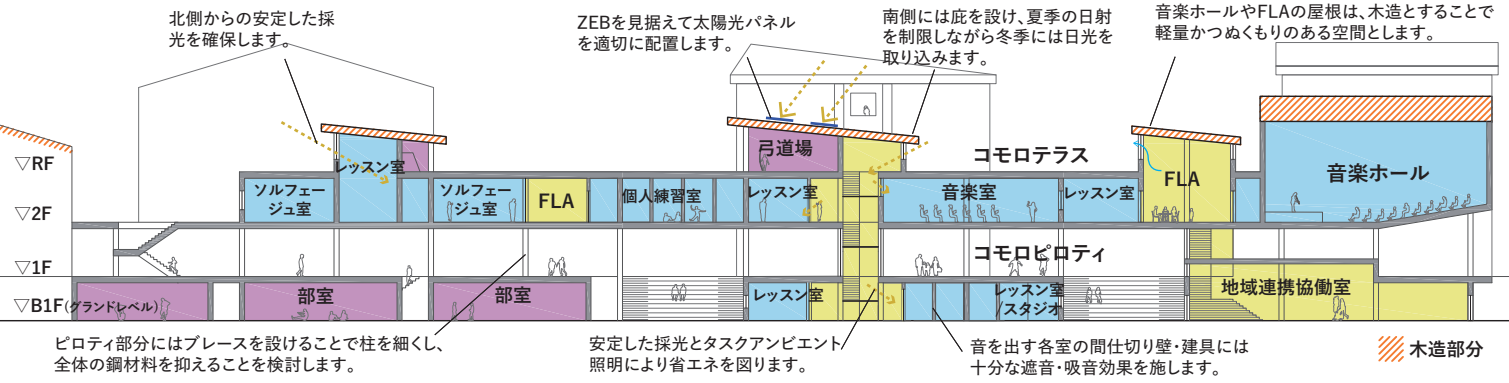 北側からの安定した採
光を確保します。
ZEBを見据えて太陽光パネル
を適切に配置します。
南側には庇を設け、夏季の日射
を制限しながら冬季には日光を
取り込みます。
音楽ホールやFLAの屋根は、木造とすることで
軽量かつぬくもりのある空間とします。
▽RF
レッスン室
弓道場
コモロテラス
FLA
音楽ホール
▽2F
ソルフェー
ジュ室
ソルフェー
ジュ室
FLA
個人練習室
レッスン室
音楽室
レッスン室
▽1F
コモロピロティ
▽B1F(グランドレベル)
部室
部室
レッスン室
レッスン室
/スタジオ
地域連携協働室
ピロティ部分にはブレースを設けることで柱を細くし、
全体の鋼材料を抑えることを検討します。
安定した採光とタスクアンビエント
照明により省エネを図ります。
音を出す各室の間仕切り壁・建具には
十分な遮音・吸音効果を施します。
木造部分